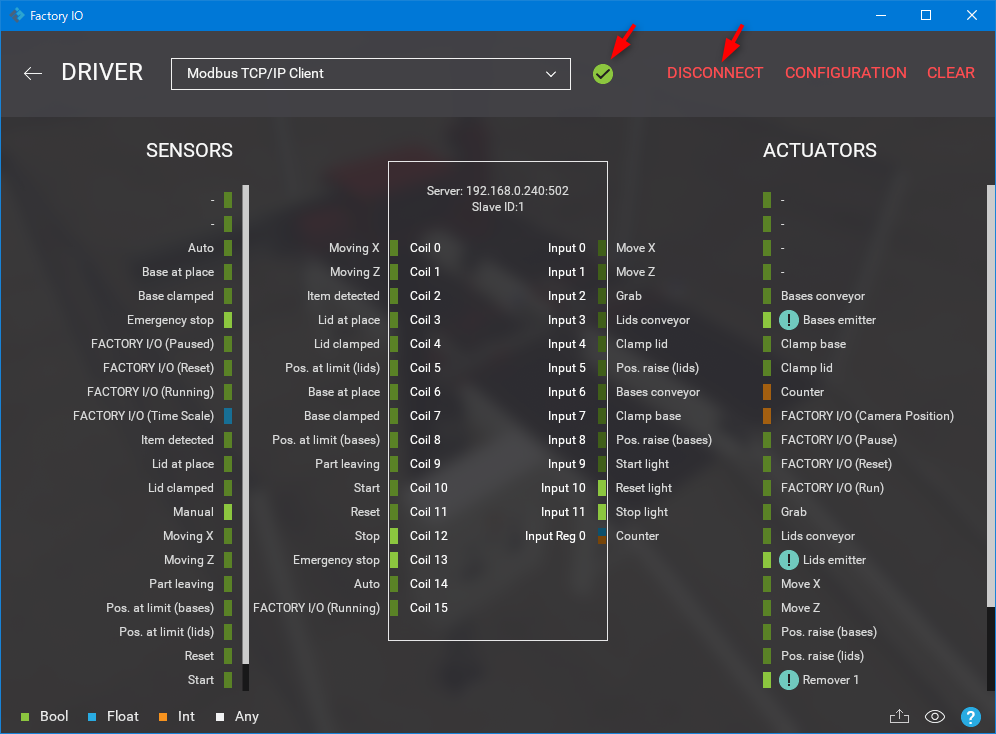 Factory IO
DRIVER
Modbus TCP/IP Client
DISCONNECT CONFIGURATION CLEAR
SENSORS
-
-
Auto
Base at place
Base clamped
Emergency stop
FACTORY I/O (Paused)
FACTORY I/O (Reset)
FACTORY I/O (Running)
FACTORY I/O (Time Scale)
Item detected
Lid at place
Lid clamped
Manual
Moving X
Moving Z
Part leaving
Pos. at limit (bases)
Pos. at limit (lids)
Reset
Start
Server: 192.168.0.240:502
Slave ID:1
Moving X Coil 0 Input 0 Move X
Moving Z Coil 1 Input 1 Move Z
Item detected Coil 2 Input 2 Grab
Lid at place Coil 3 Input 3 Lids conveyor
Lid clamped Coil 4 Input 4 Clamp lid
Pos. at limit (lids) Coil 5 Input 5 Pos. raise (lids)
Base at place Coil 6 Input 6 Bases conveyor
Base clamped Coil 7 Input 7 Clamp base
Pos. at limit (bases) Coil 8 Input 8 Pos. raise (bases)
Part leaving Coil 9 Input 9 Start light
Start Coil 10 Input 10 Reset light
Reset Coil 11 Input 11 Stop light
Stop Coil 12 Input Reg 0 Counter
Emergency stop Coil 13
Auto Coil 14
FACTORY I/O (Running) Coil 15
ACTUATORS
-
-
-
-
Bases conveyor
! Bases emitter
Clamp base
Clamp lid
Counter
FACTORY I/O (Camera Position)
FACTORY I/O (Pause)
FACTORY I/O (Reset)
FACTORY I/O (Run)
Grab
Lids conveyor
! Lids emitter
Move X
Move Z
Pos. raise (bases)
Pos. raise (lids)
! Remover 1
Bool Float Int Any
?